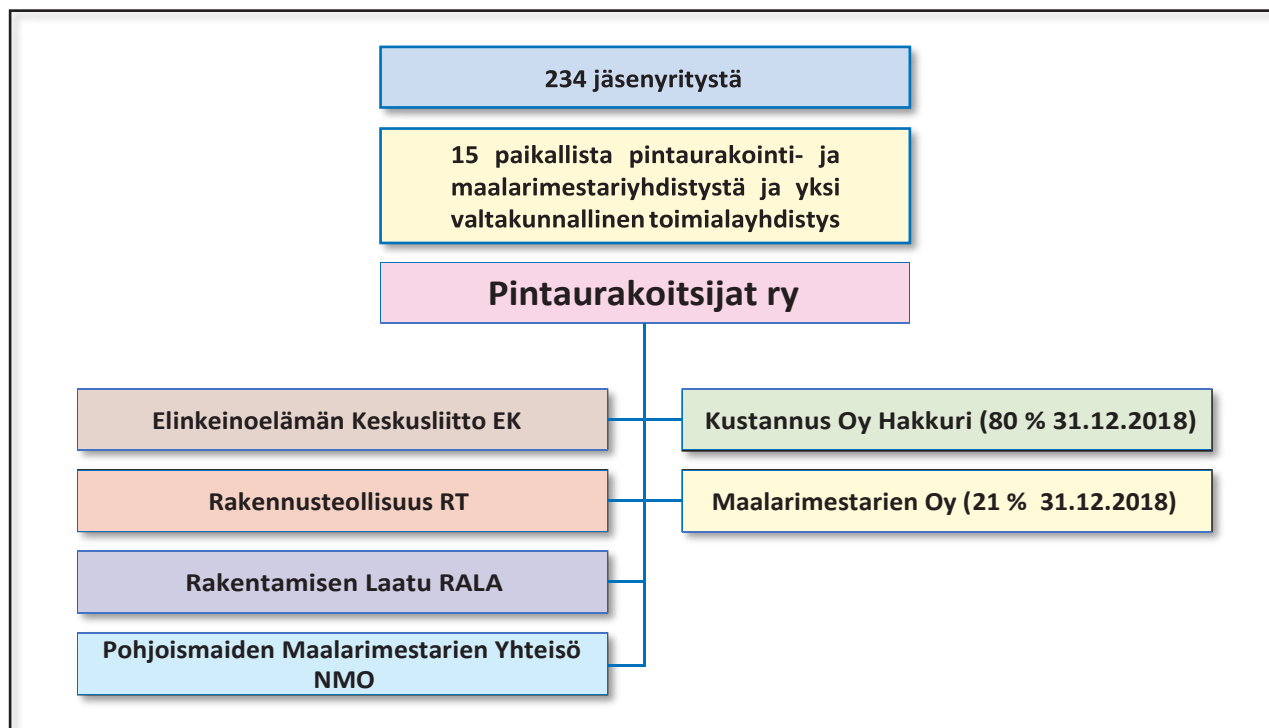 234 jäsenyritystä
15 paikallista pintaurakointi- ja
maalarimestariyhdistystä ja yksi
valtakunnallinen toimialayhdistys
Pintaurakoitsijat ry
Elinkeinoelämän Keskusliitto EK
Kustannus Oy Hakkuri (80 % 31.12.2018)
Rakennusteollisuus RT
Maalarimestarien Oy (21 % 31.12.2018)
Rakentamisen Laatu RALA
Pohjoismaiden Maalarimestarien Yhteisö
NMO